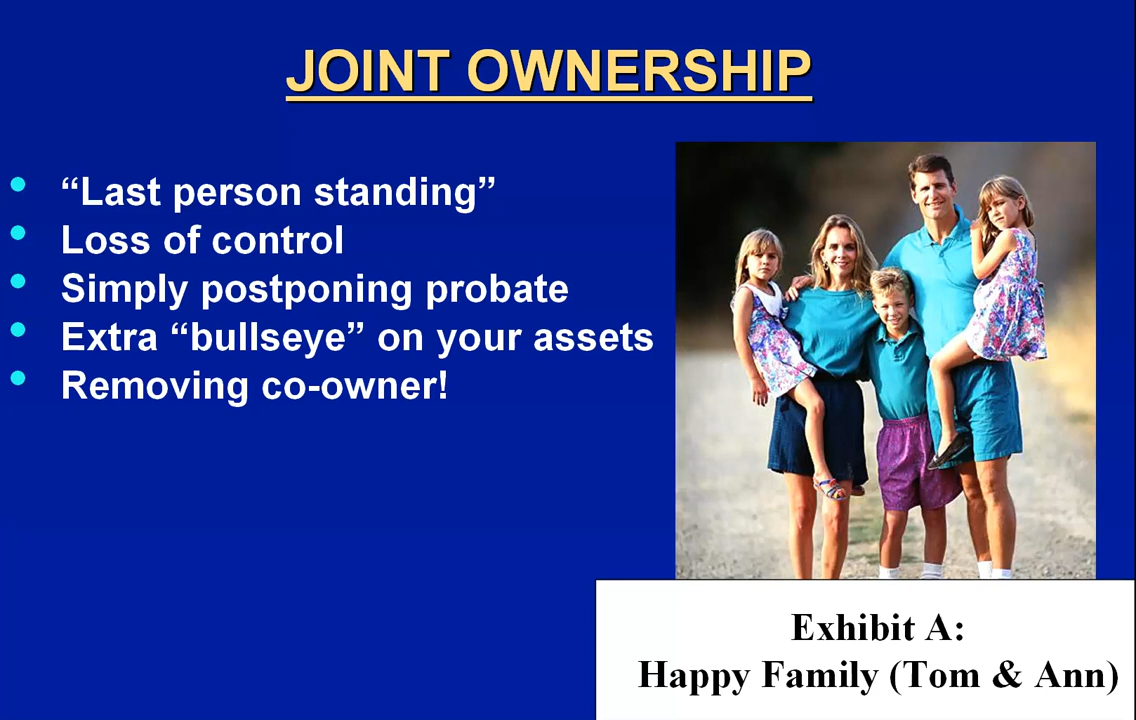 JOINT OWNERSHIP
• “Last person standing”
• Loss of control
• Simply postponing probate
• Extra “bullseye” on your assets
• Removing co-owner!
Exhibit A:
Happy Family (Tom & Ann)